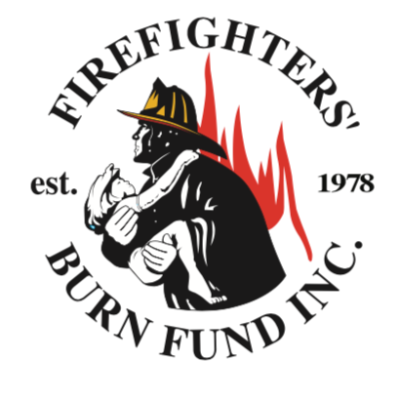 FIREFIGHTERS'
est.
1978
BURN FUND INC.